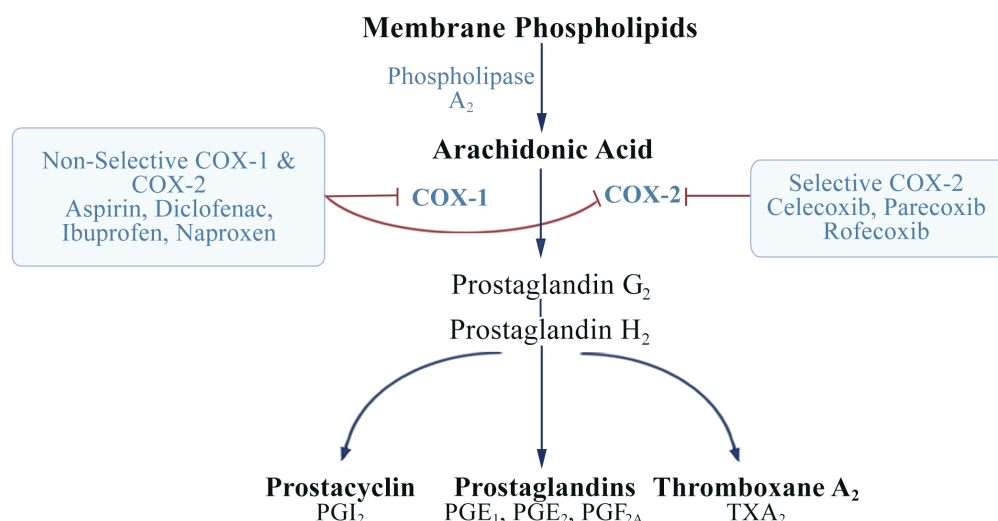 Membrane Phospholipids
Phospholipase
A₂
Arachidonic Acid
Non-Selective COX-1 &
COX-2
Aspirin, Diclofenac,
Ibuprofen, Naproxen
COX-1
COX-2
Selective COX-2
Celecoxib, Parecoxib
Rofecoxib
Prostaglandin G₂
Prostaglandin H₂
Prostacyclin
PGI₂
Prostaglandins
PGE₁, PGE₂, PGF₂A
Thromboxane A₂
TXA₂